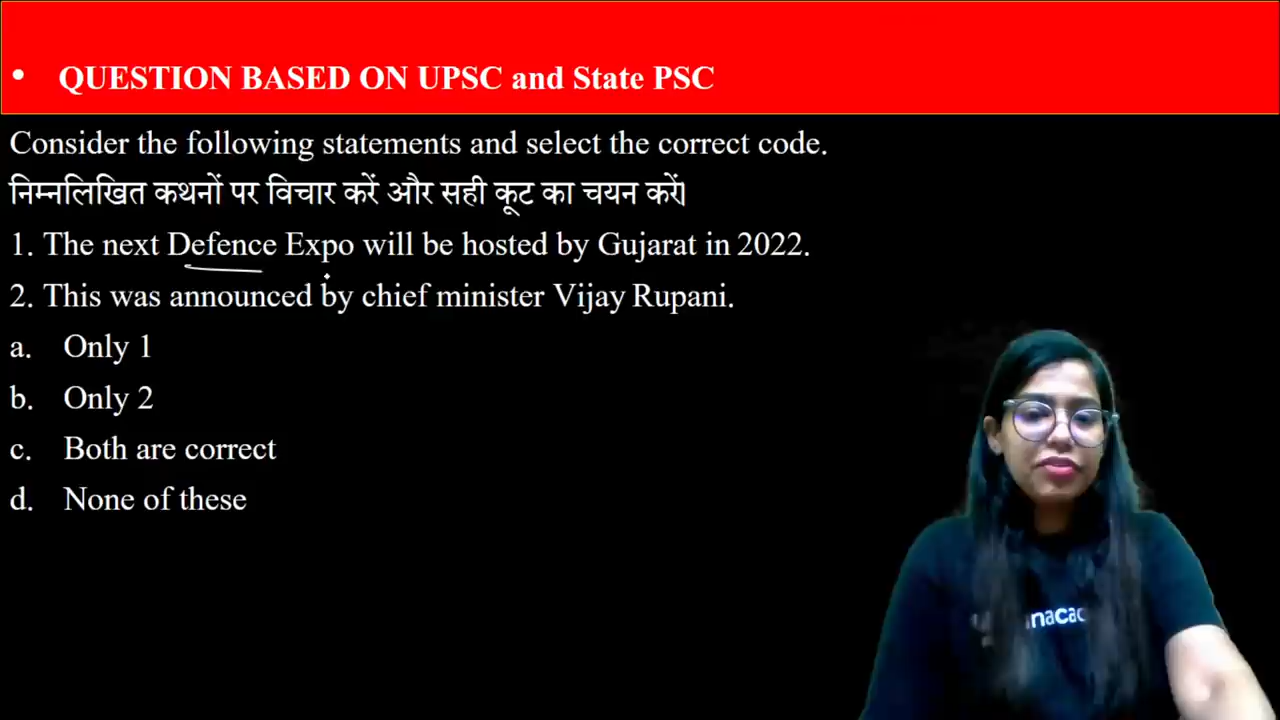 • QUESTION BASED ON UPSC and State PSC
Consider the following statements and select the correct code.
निम्नलिखित कथनों पर विचार करें और सही कूट का चयन करें।
1. The next Defence Expo will be hosted by Gujarat in 2022.
2. This was announced by chief minister Vijay Rupani.
a. Only 1
b. Only 2
c. Both are correct
d. None of these